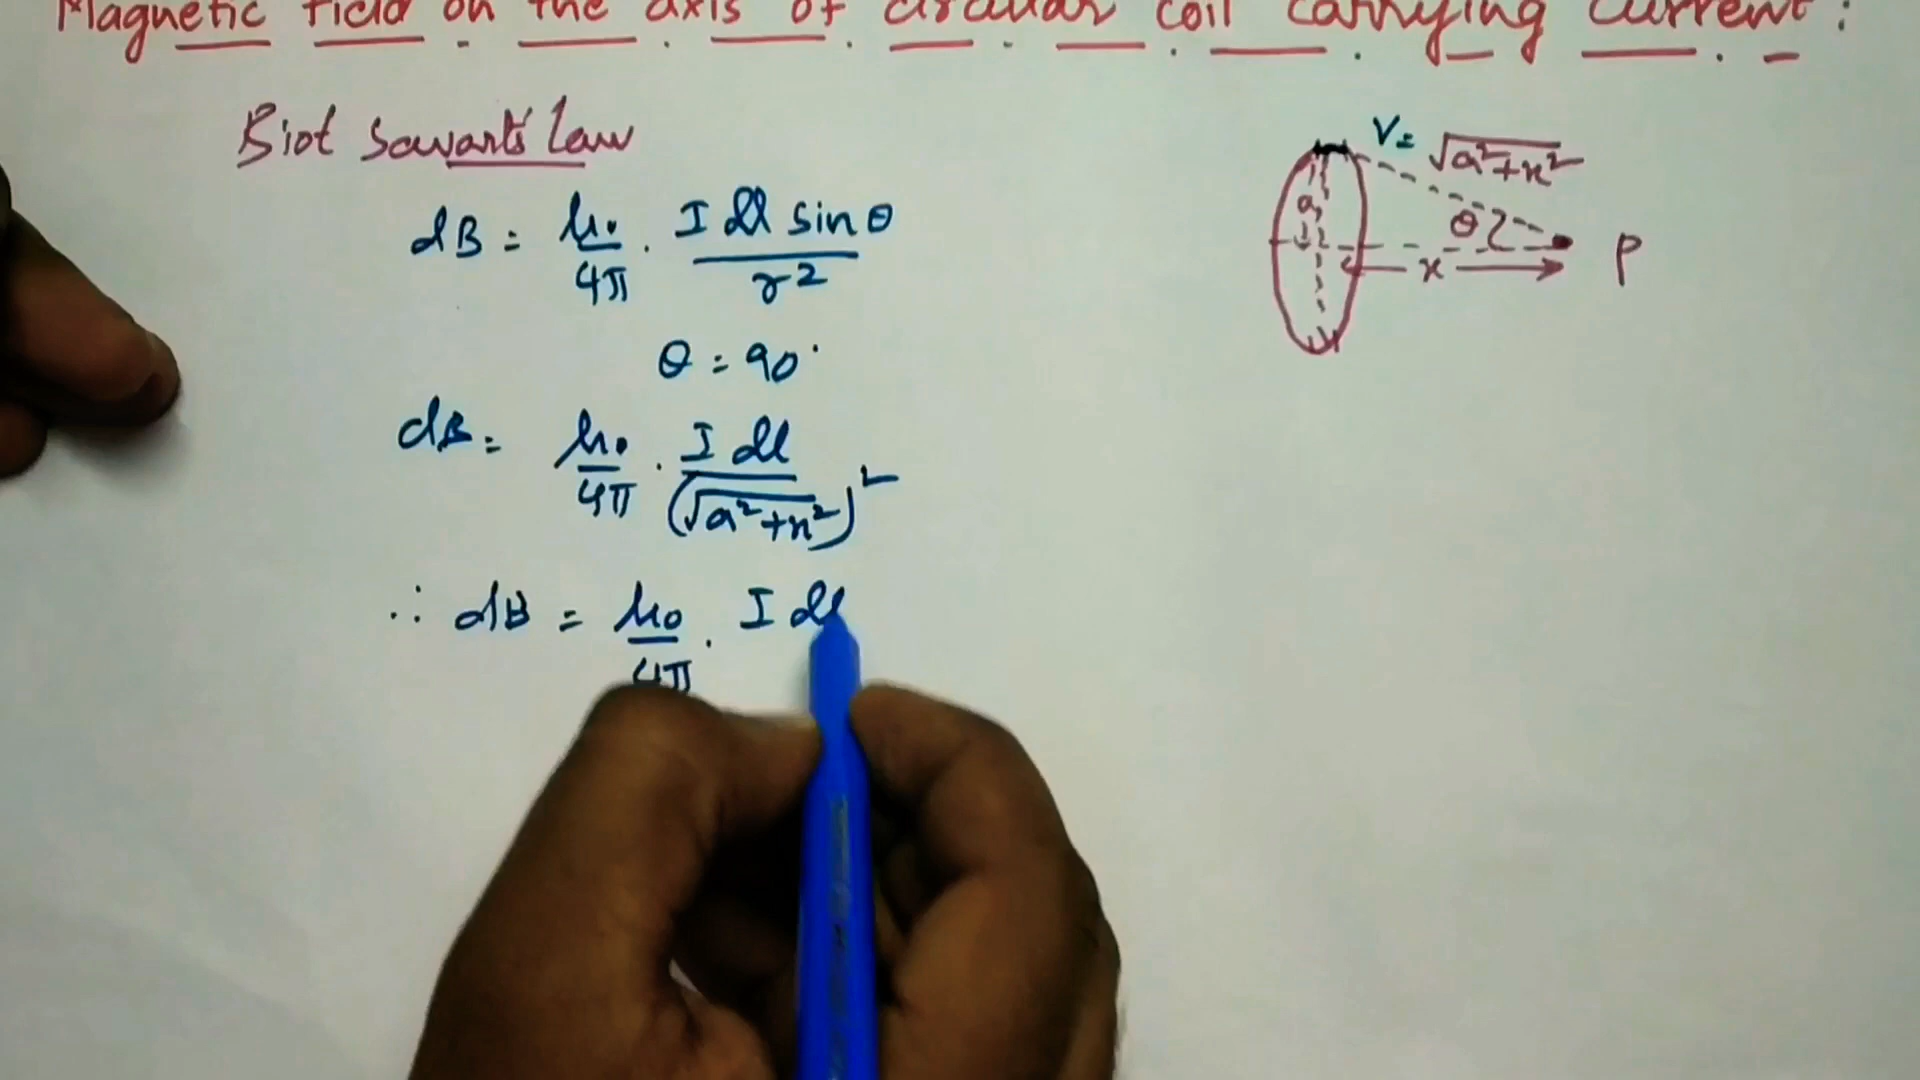 Magnetic field on the axis of circular coil carrying current :
Biot Savart's law
dB = μ₀/4π . I dl sinθ / r²
θ = 90°
dB = μ₀/4π . I dl / (√a²+x²)²
∴ dB = μ₀/4π . I dl
r = √a²+x²
a
θ
x
P